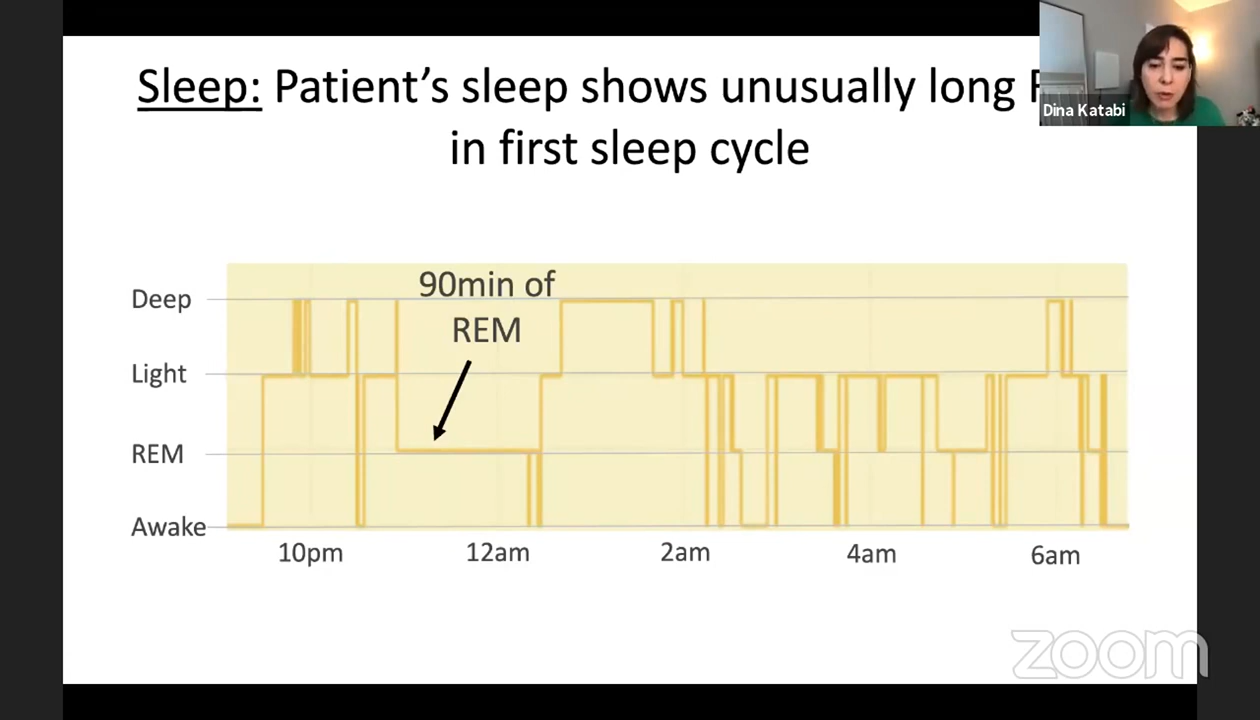 Sleep: Patient's sleep shows unusually long
in first sleep cycle
Dina Katabi
90min of
REM
Deep
Light
REM
Awake
10pm 12am 2am 4am 6am
zoom